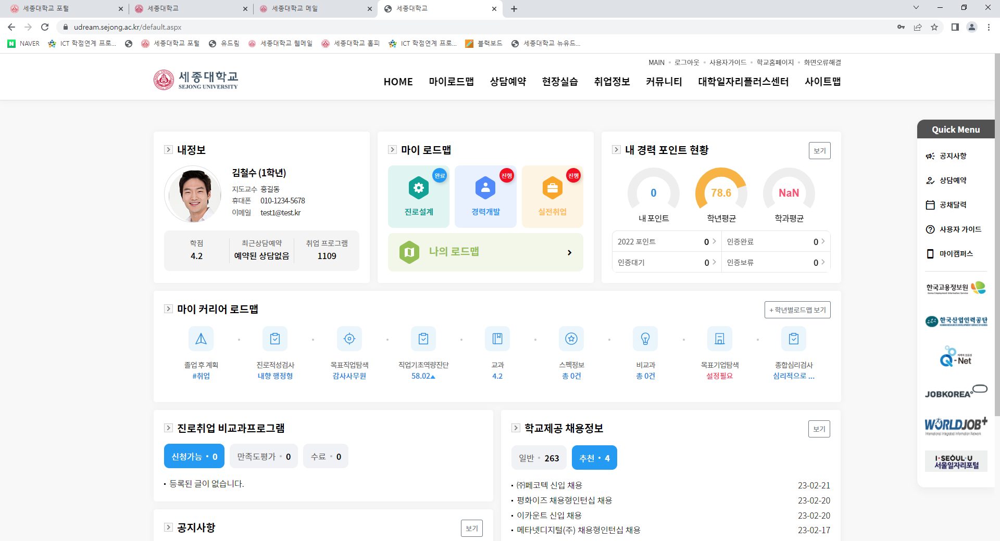 세종대학교 포털
세종대학교
세종대학교 메일
세종대학교
udream.sejong.ac.kr/default.aspx
N NAVER
ICT 학점연계 프로...
세종대학교 포털
유드림
세종대학교 웹메일
세종대학교 홈피
ICT 학점연계 프로...
블랙보드
세종대학교 뉴유드...
MAIN • 로그아웃 • 사용자가이드 • 학교홈페이지 • 화면오류해결
세종대학교
SEJONG UNIVERSITY
HOME 마이로드맵 상담예약 현장실습 취업정보 커뮤니티 대학일자리플러스센터 사이트맵
내정보
김철수 (1학년)
지도교수 홍길동
휴대폰 010-1234-5678
이메일 test1@test.kr
학점 최근상담예약 취업 프로그램
4.2 예약된 상담없음 1109
마이 로드맵
완료 진행 진행
진로설계 경력개발 실전취업
나의 로드맵
내 경력 포인트 현황
보기
0 78.6 NaN
내 포인트 학년평균 학과평균
2022 포인트 0 인증완료 0
인증대기 0 인증보류 0
마이 커리어 로드맵
+ 학년별로드맵 보기
졸업 후 계획 진로적성검사 목표직업탐색 직업기초역량진단 교과 스펙정보 비교과 목표기업탐색 종합심리검사
#취업 내향 행정형 감사사무원 58.02▲ 4.2 총 0건 총 0건 설정필요 심리적으로 ...
진로취업 비교과프로그램
신청가능 • 0 만족도평가 • 0 수료 • 0
등록된 글이 없습니다.
공지사항
보기
학교제공 채용정보
보기
일반 • 263 추천 • 4
㈜페코텍 신입 채용 23-02-21
평화이즈 채용형인턴십 채용 23-02-20
이카운트 신입 채용 23-02-20
메타넷디지털(주) 채용형인턴십 채용 23-02-17
Quick Menu
공지사항
상담예약
공채달력
사용자 가이드
마이캠퍼스
한국고용정보원
Korea Employment Information Service
한국산업인력공단
HUMAN RESOURCES DEVELOPMENT SERVICE OF KOREA
Q-Net
JOBKOREA
WORLDJOB+
International Integrated Information Network
I·SEOUL·U
서울일자리포털